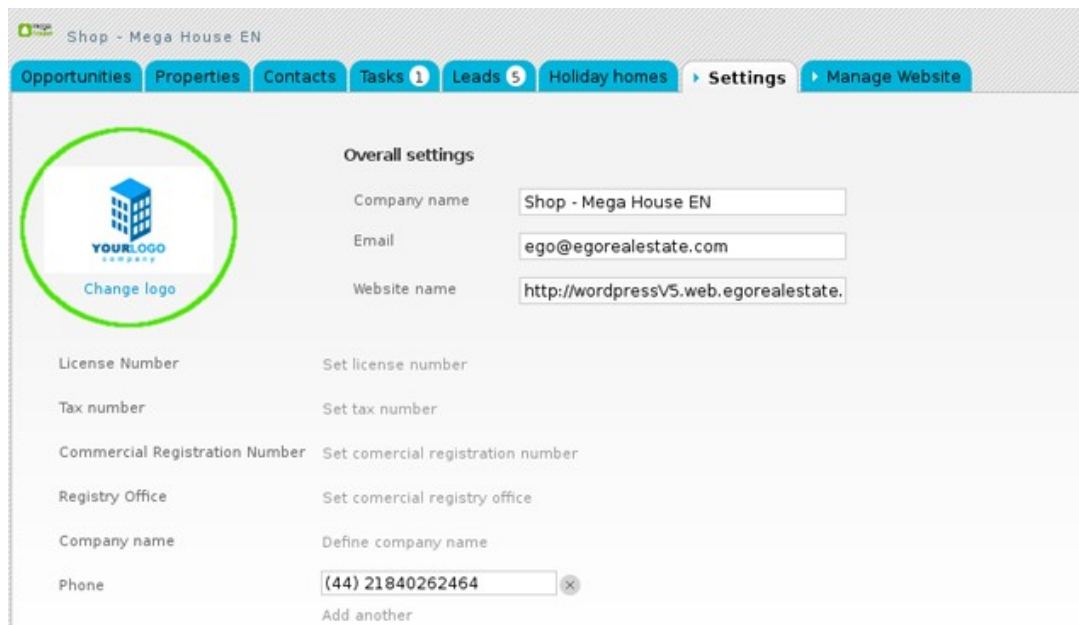 mega
house
Shop - Mega House EN
Opportunities Properties Contacts Tasks 1 Leads 5 Holiday homes Settings Manage Website
YOURLOGO
company
Change logo
Overall settings
Company name Shop - Mega House EN
Email ego@egorealestate.com
Website name http://wordpressV5.web.egorealestate.
License Number Set license number
Tax number Set tax number
Commercial Registration Number Set comercial registration number
Registry Office Set comercial registry office
Company name Define company name
Phone (44) 21840262464
Add another